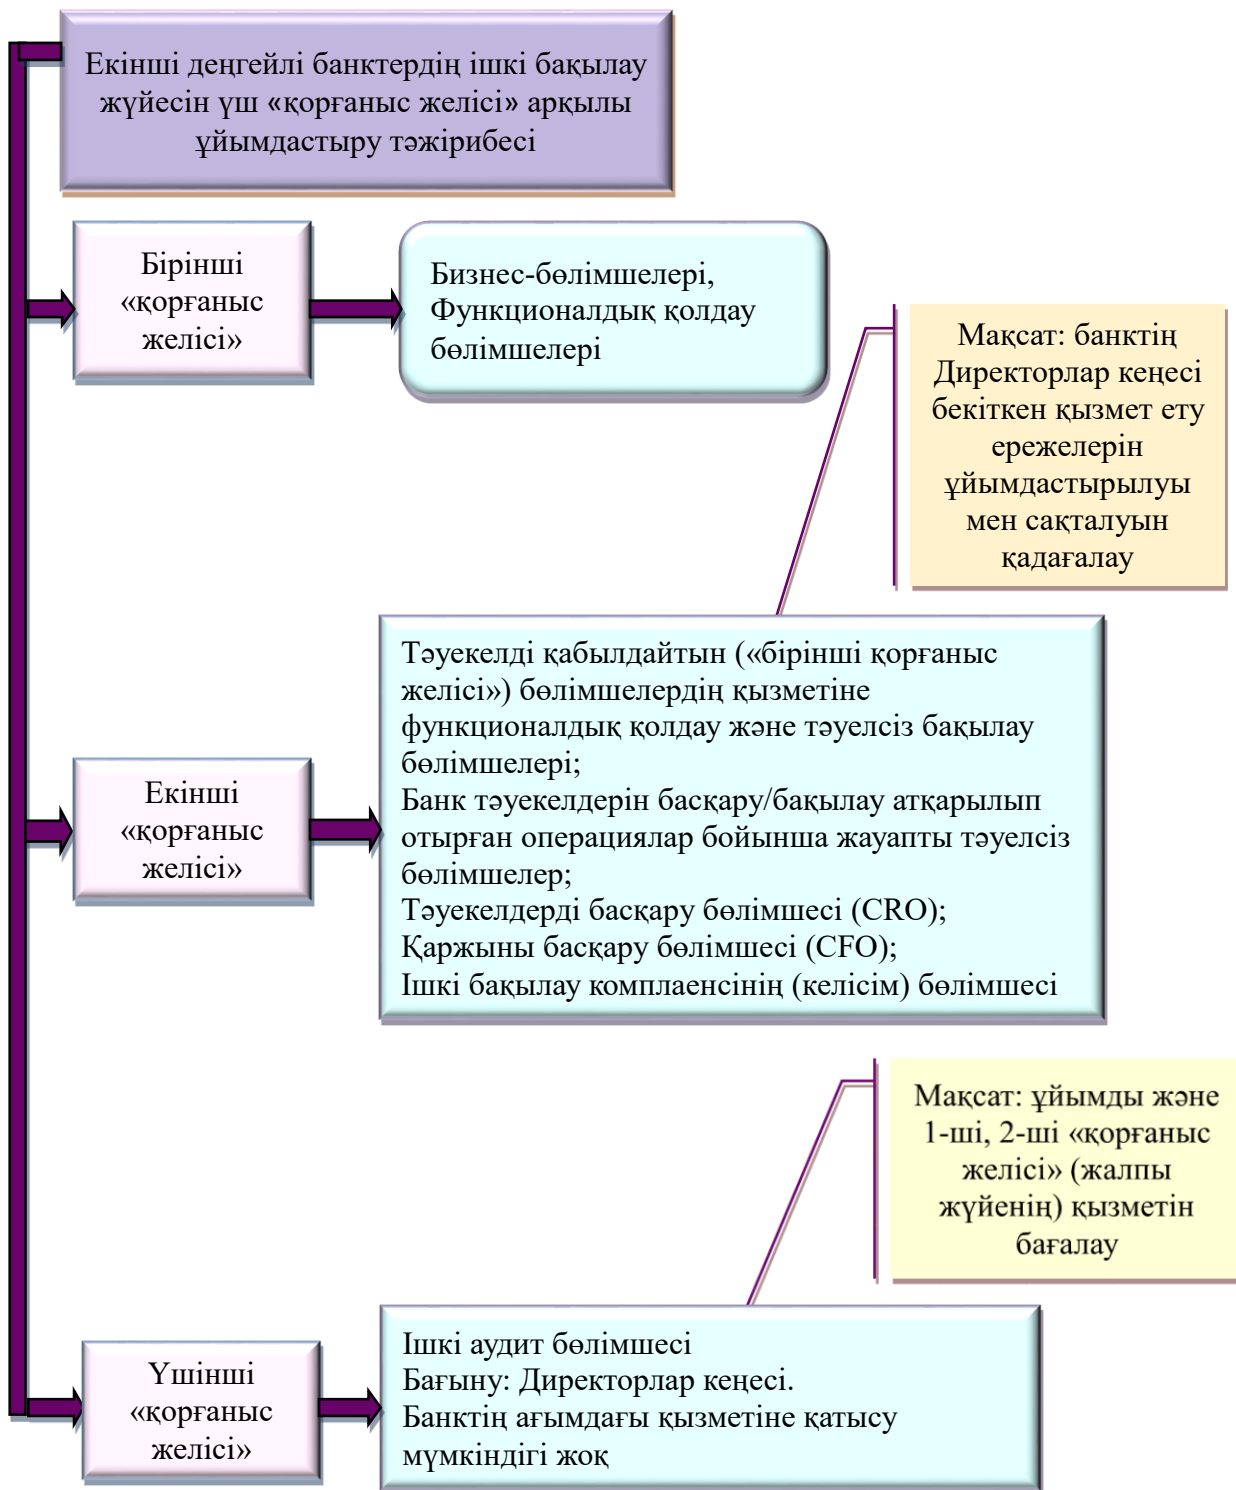 Екінші деңгейлі банктердің ішкі бақылау
жүйесін үш «қорғаныс желісі» арқылы
ұйымдастыру тәжірибесі
Бірінші
«қорғаныс
желісі»
Бизнес-бөлімшелері,
Функционалдық қолдау
бөлімшелері
Мақсат: банктің
Директорлар кеңесі
бекіткен қызмет ету
ережелерін
ұйымдастырылуы
мен сақталуын
қадағалау
Екінші
«қорғаныс
желісі»
Тәуекелді қабылдайтын («бірінші қорғаныс
желісі») бөлімшелердің қызметіне
функционалдық қолдау және тәуелсіз бақылау
бөлімшелері;
Банк тәуекелдерін басқару/бақылау атқарылып
отырған операциялар бойынша жауапты тәуелсіз
бөлімшелер;
Тәуекелдерді басқару бөлімшесі (CRO);
Қаржыны басқару бөлімшесі (CFO);
Ішкі бақылау комплаенсінің (келісім) бөлімшесі
Мақсат: ұйымды және
1-ші, 2-ші «қорғаныс
желісі» (жалпы
жүйенің) қызметін
бағалау
Үшінші
«қорғаныс
желісі»
Ішкі аудит бөлімшесі
Бағыну: Директорлар кеңесі.
Банктің ағымдағы қызметіне қатысу
мүмкіндігі жоқ